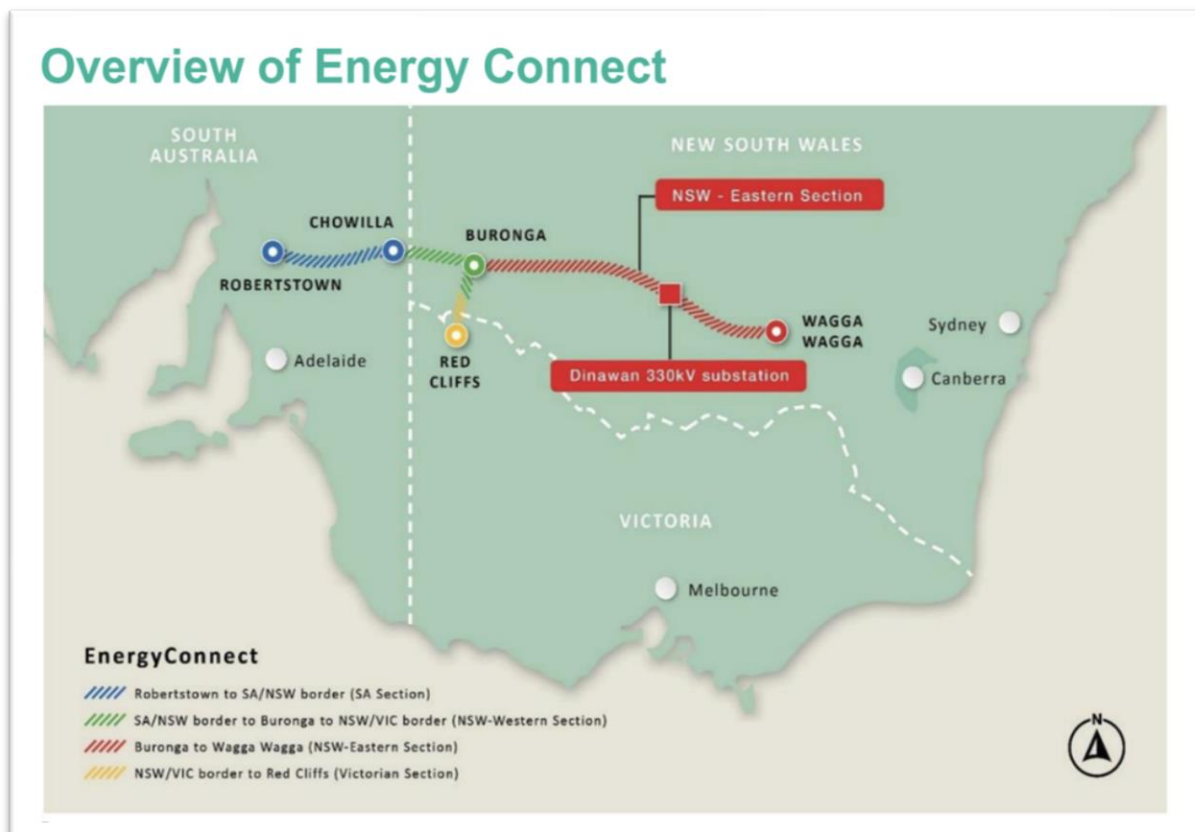 Overview of Energy Connect
SOUTH
AUSTRALIA
NEW SOUTH WALES
NSW - Eastern Section
CHOWILLA
BURONGA
ROBERTSTOWN
WAGGA
WAGGA
Sydney
Adelaide
RED
CLIFFS
Dinawan 330kV substation
Canberra
VICTORIA
Melbourne
EnergyConnect
Robertstown to SA/NSW border (SA Section)
SA/NSW border to Buronga to NSW/VIC border (NSW-Western Section)
Buronga to Wagga Wagga (NSW-Eastern Section)
NSW/VIC border to Red Cliffs (Victorian Section)
N